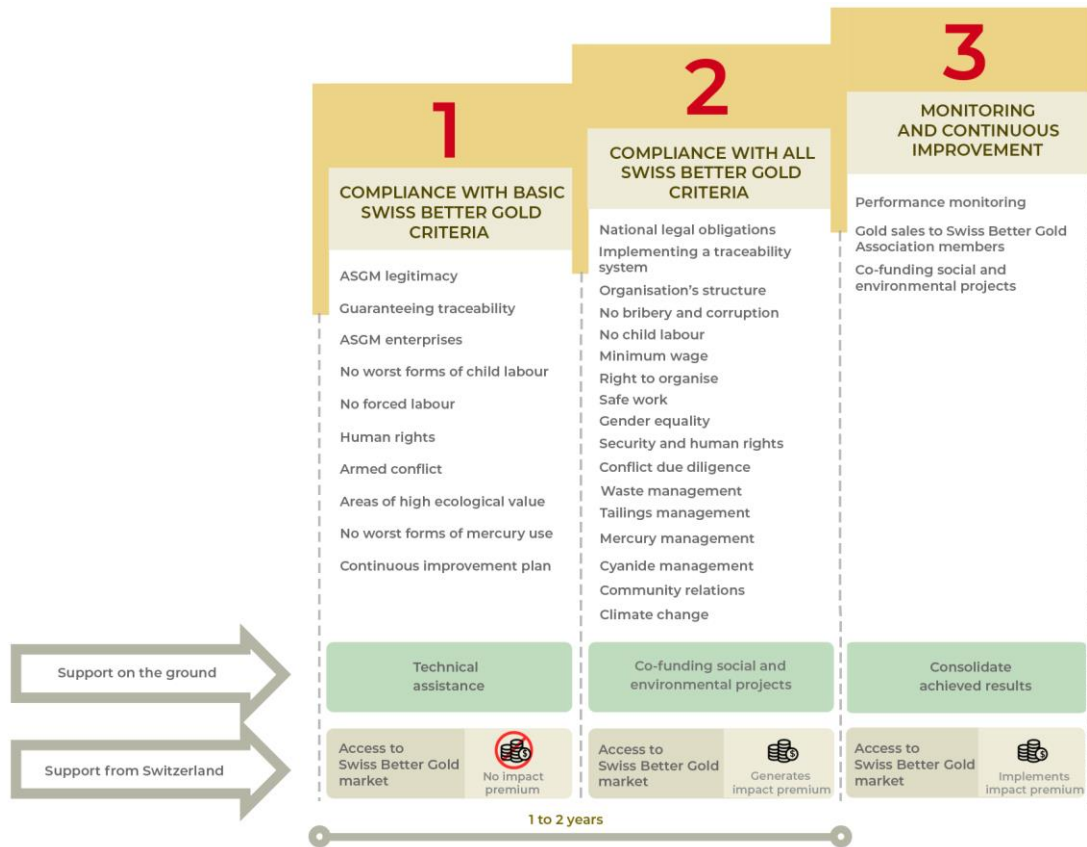 1
COMPLIANCE WITH BASIC
SWISS BETTER GOLD
CRITERIA
ASGM legitimacy
Guaranteeing traceability
ASGM enterprises
No worst forms of child labour
No forced labour
Human rights
Armed conflict
Areas of high ecological value
No worst forms of mercury use
Continuous improvement plan
2
COMPLIANCE WITH ALL
SWISS BETTER GOLD
CRITERIA
National legal obligations
Implementing a traceability
system
Organisation's structure
No bribery and corruption
No child labour
Minimum wage
Right to organise
Safe work
Gender equality
Security and human rights
Conflict due diligence
Waste management
Tailings management
Mercury management
Cyanide management
Community relations
Climate change
3
MONITORING
AND CONTINUOUS
IMPROVEMENT
Performance monitoring
Gold sales to Swiss Better Gold
Association members
Co-funding social and
environmental projects
Support on the ground
Technical
assistance
Co-funding social and
environmental projects
Consolidate
achieved results
Support from Switzerland
Access to
Swiss Better Gold
market
$
No impact
premium
Access to
Swiss Better Gold
market
$
Generates
impact premium
Access to
Swiss Better Gold
market
$
Implements
impact premium
1 to 2 years